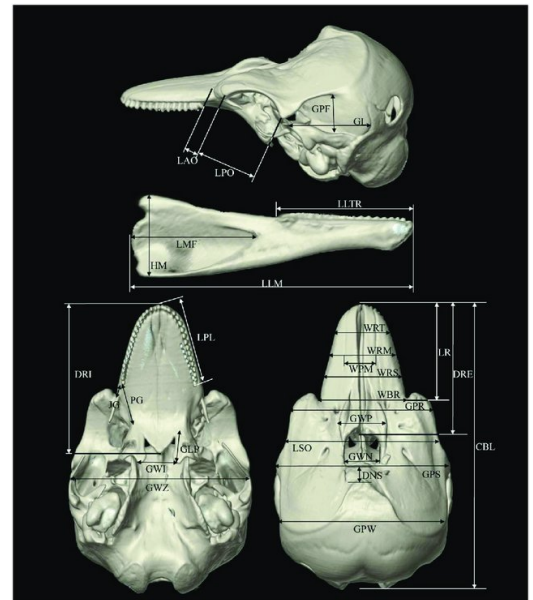 GPF
GL
LAO
LPO
LLTR
LMF
HM
LLM
LPL
DRI
JG
PG
GLP
GWI
GWZ
WRT
WRM
WPM
WRS
WBR
GPR
GWP
LSO
GWN
GPS
DNS
GPW
LR
DRE
CBL